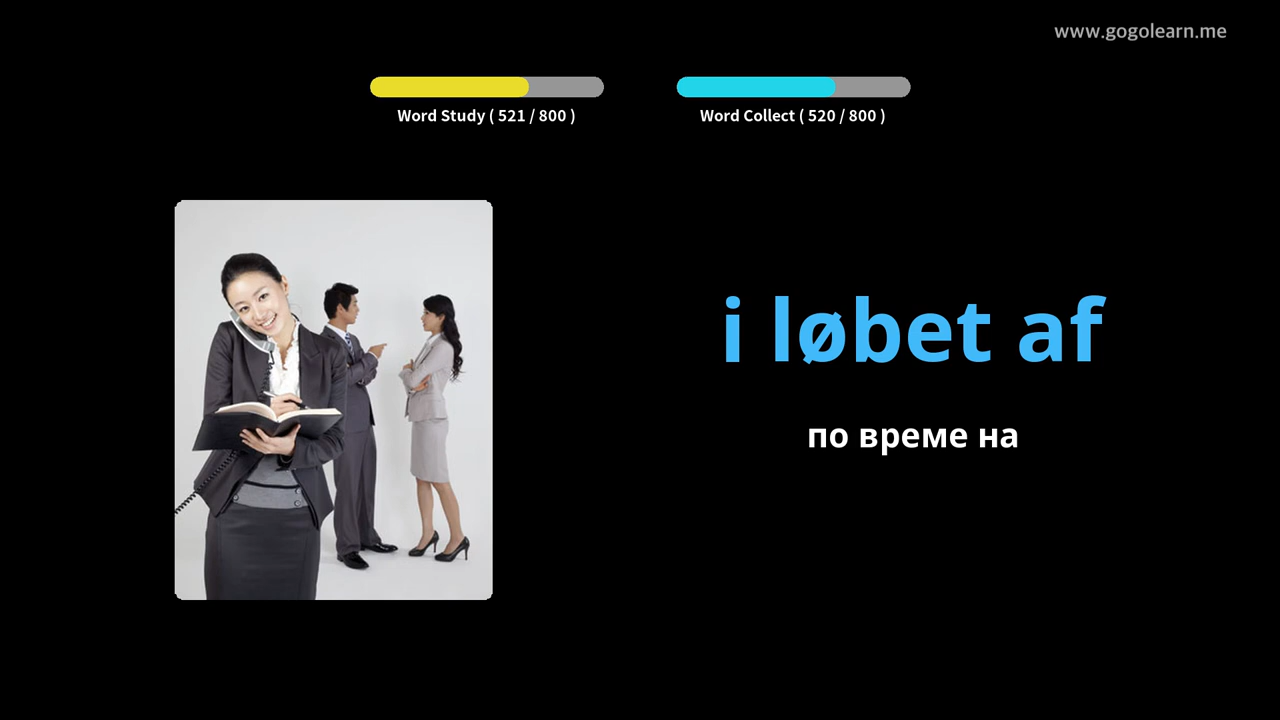 www.gogolearn.me
Word Study ( 521 / 800 )
Word Collect ( 520 / 800 )
i løbet af
по време на